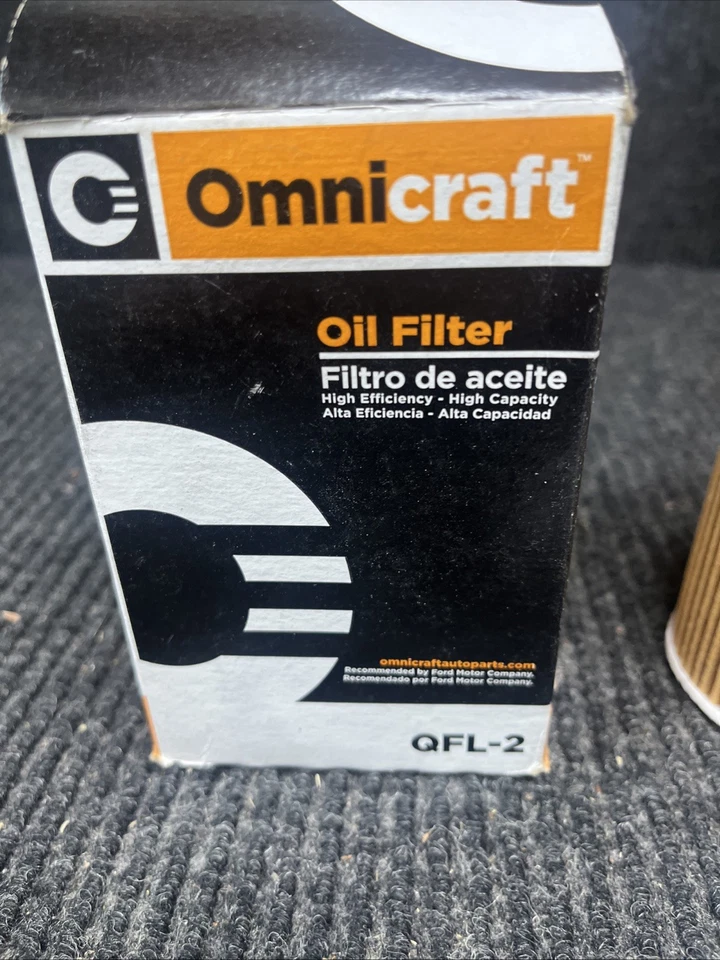 Omnicraft™
Oil Filter
Filtro de aceite
High Efficiency - High Capacity
Alta Eficiencia - Alta Capacidad
omnicraftautoparts.com
Recommended by Ford Motor Company.
Recomendado por Ford Motor Company.
QFL-2